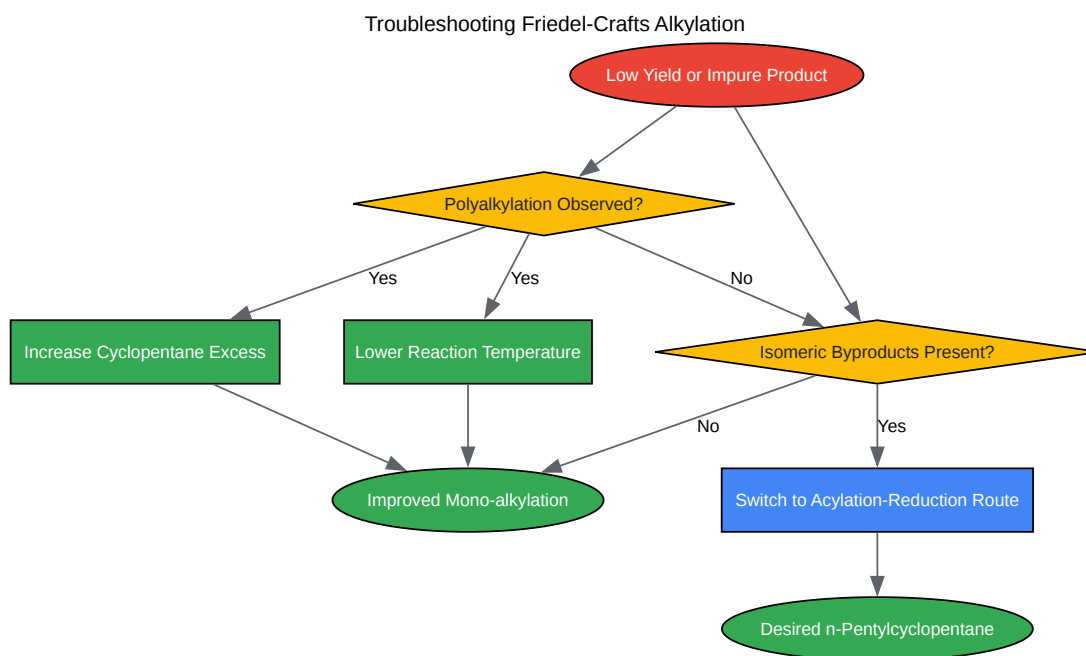 Troubleshooting Friedel-Crafts Alkylation
Low Yield or Impure Product
Polyalkylation Observed?
Yes
Yes
No
Increase Cyclopentane Excess
Lower Reaction Temperature
Isomeric Byproducts Present?
No
Yes
Improved Mono-alkylation
Switch to Acylation-Reduction Route
Desired n-Pentylcyclopentane